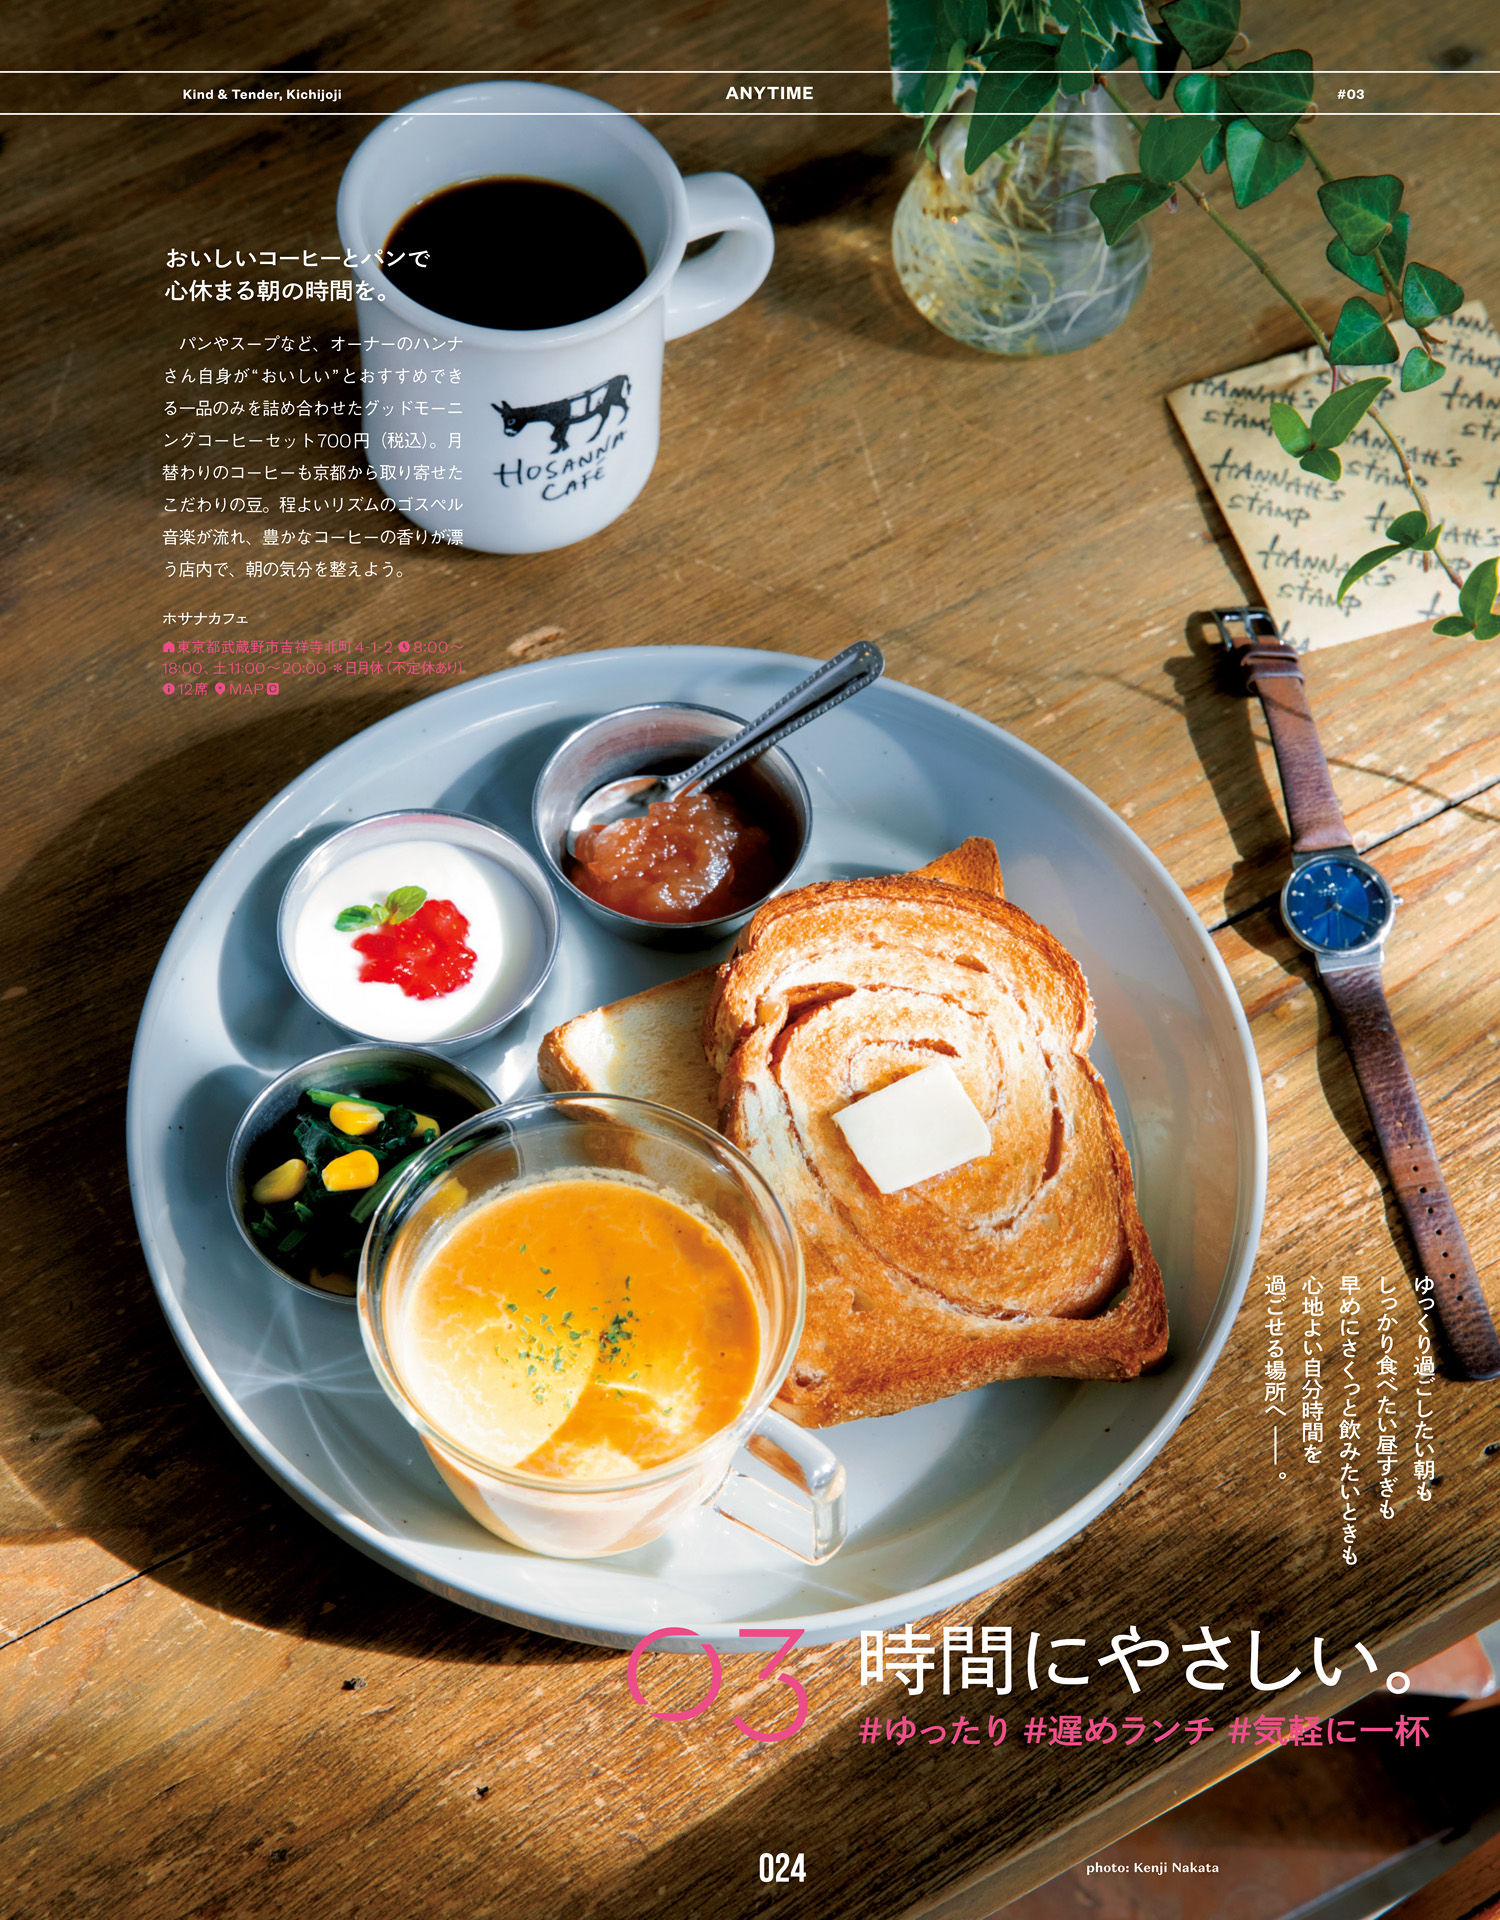 Kind & Tender, Kichijoji
ANYTIME
#03
おいしいコーヒーとパンで
心休まる朝の時間を。
パンやスープなど、オーナーのハンナ
さん自身が“おいしい”とおすすめでき
る一品のみを詰め合わせたグッドモーニ
ングコーヒーセット700円（税込）。月
替わりのコーヒーも京都から取り寄せた
こだわりの豆。程よいリズムのゴスペル
音楽が流れ、豊かなコーヒーの香りが漂
う店内で、朝の気分を整えよう。
ホサナカフェ
東京都武蔵野市吉祥寺北町4-1-2 8:00〜
18:00、土11:00〜20:00 *日月休（不定休あり）
12席 MAP C
HOSANNA
CAFE
HANNAH'S
STAMP
HANNAH'S
STAMP
HANNAH'S
STAMP
HANNAH'S
STAMP
ゆっくり過ごしたい朝も
しっかり食べたい昼すぎも
早めにさくっと飲みたいときも
心地よい自分時間を
過ごせる場所へ──。
03
時間にやさしい。
#ゆったり #遅めランチ #気軽に一杯
024
photo: Kenji Nakata